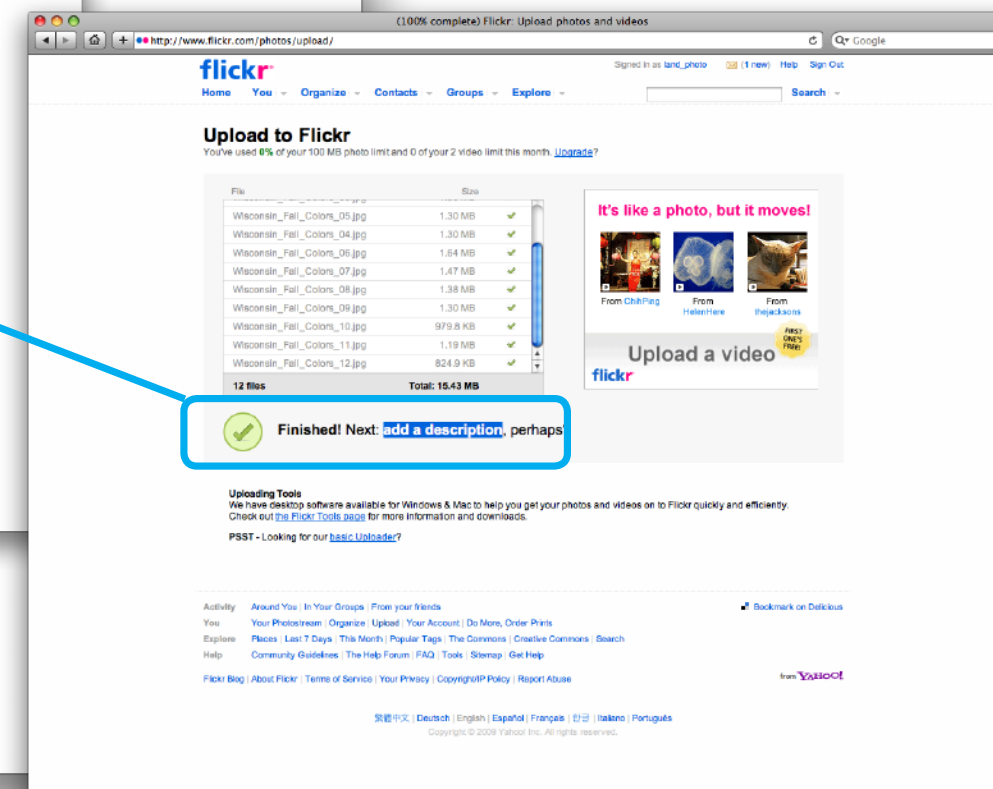 (100% complete) Flickr: Upload photos and videos
http://www.flickr.com/photos/upload/
Google
flickr
Signed in as land_photo (1 new) Help Sign Out
Home You Organize Contacts Groups Explore Search
Upload to Flickr
You've used 0% of your 100 MB photo limit and 0 of your 2 video limit this month. Upgrade?
File Size
Wisconsin_Fall_Colors_05.jpg 1.30 MB
Wisconsin_Fall_Colors_04.jpg 1.30 MB
Wisconsin_Fall_Colors_06.jpg 1.64 MB
Wisconsin_Fall_Colors_07.jpg 1.47 MB
Wisconsin_Fall_Colors_08.jpg 1.38 MB
Wisconsin_Fall_Colors_09.jpg 1.30 MB
Wisconsin_Fall_Colors_10.jpg 979.8 KB
Wisconsin_Fall_Colors_11.jpg 1.19 MB
Wisconsin_Fall_Colors_12.jpg 824.9 KB
12 files Total: 15.43 MB
It's like a photo, but it moves!
From ChihPing
From HelenHere
From thejacksons
FIRST ONE'S FREE!
Upload a video
flickr
Finished! Next: add a description, perhaps?
Uploading Tools
We have desktop software available for Windows & Mac to help you get your photos and videos on to Flickr quickly and efficiently.
Check out the Flickr Tools page for more information and downloads.
PSST - Looking for our basic Uploader?
Activity Around You | In Your Groups | From your friends
Bookmark on Delicious
You Your Photostream | Organize | Upload | Your Account | Do More, Order Prints
Explore Places | Last 7 Days | This Month | Popular Tags | The Commons | Creative Commons | Search
Help Community Guidelines | The Help Forum | FAQ | Tools | Sitemap | Get Help
Flickr Blog | About Flickr | Terms of Service | Your Privacy | Copyright/IP Policy | Report Abuse
from YAHOO!
繁體中文 | Deutsch | English | Español | Français | 한글 | Italiano | Português
Copyright © 2009 Yahoo! Inc. All rights reserved.